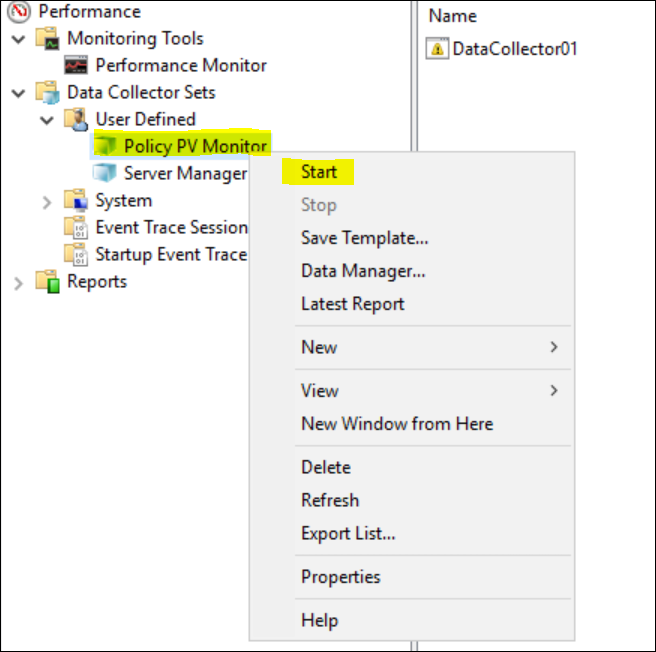 Performance
Monitoring Tools
Performance Monitor
Data Collector Sets
User Defined
Policy PV Monitor
Server Manager
System
Event Trace Session
Startup Event Trace
Reports
Name
DataCollector01
Start
Stop
Save Template...
Data Manager...
Latest Report
New
View
New Window from Here
Delete
Refresh
Export List...
Properties
Help